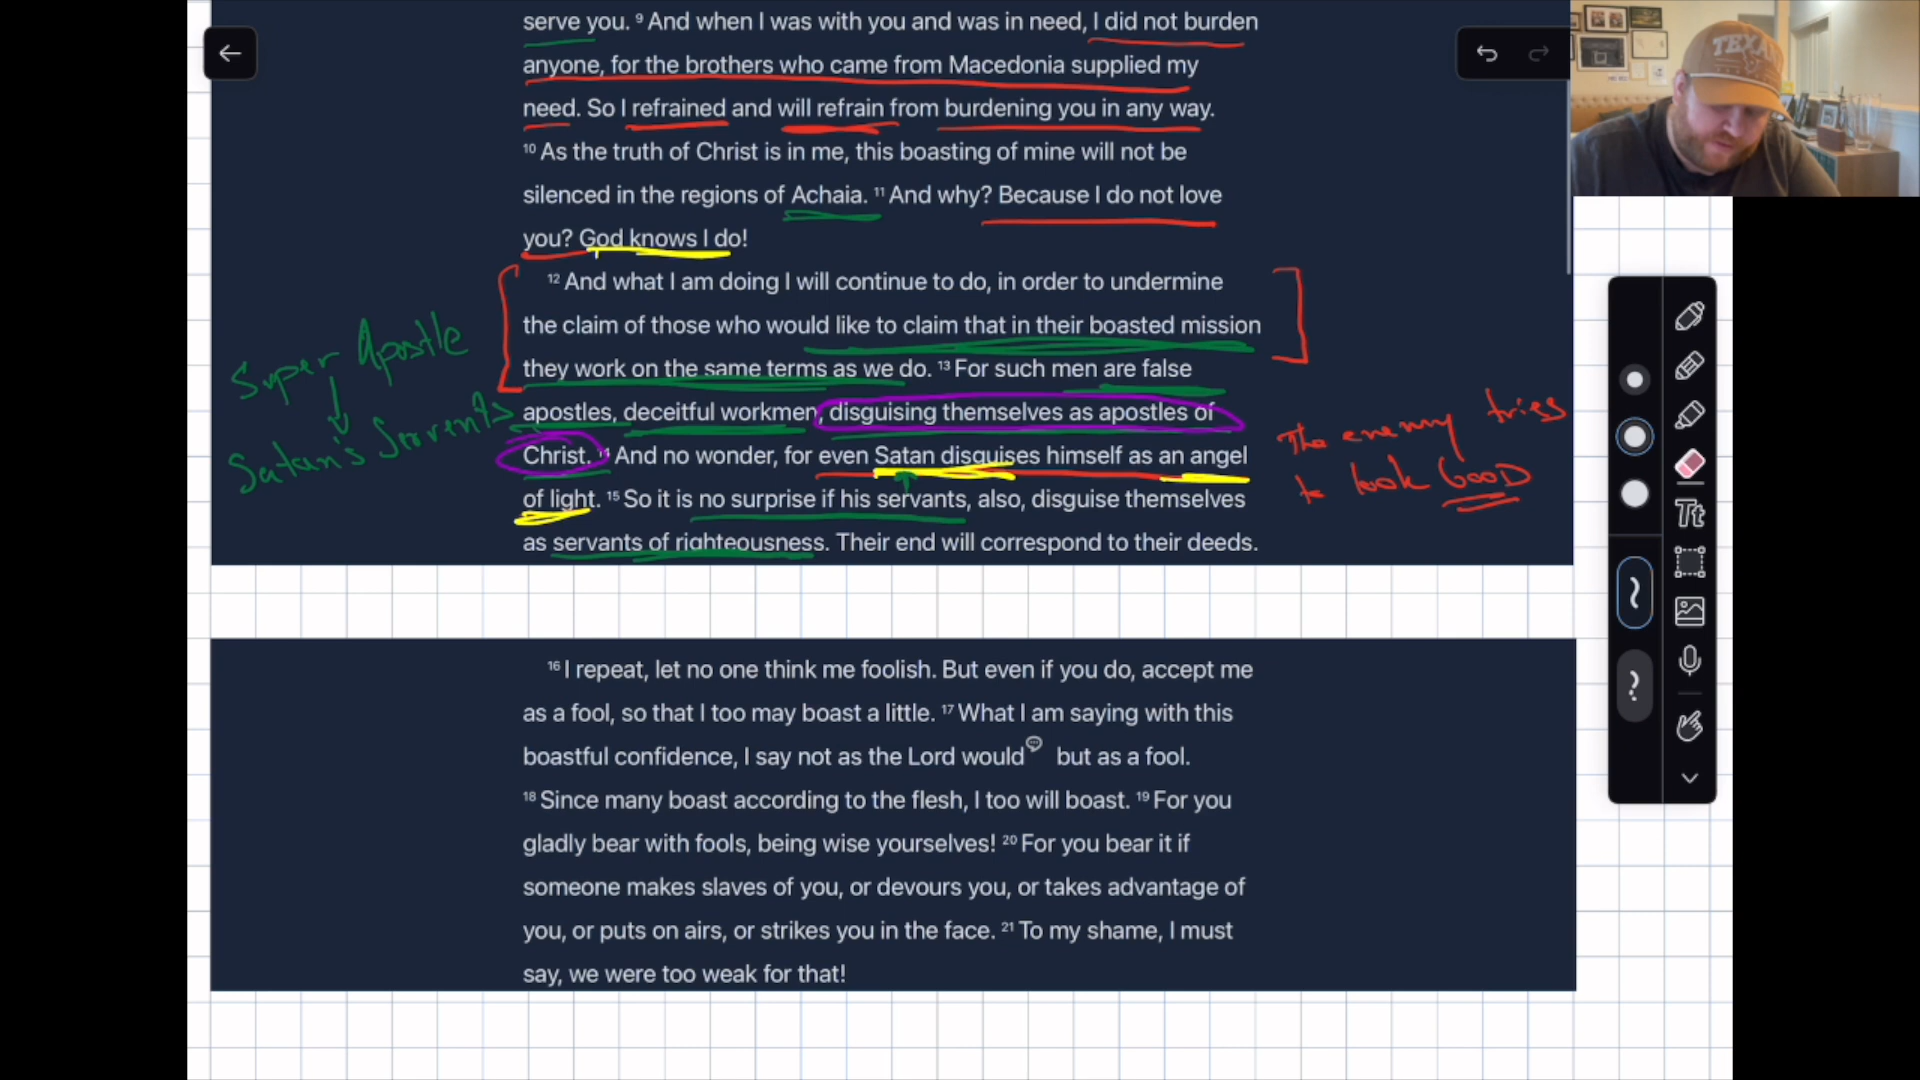 serve you. 9 And when I was with you and was in need, I did not burden
anyone, for the brothers who came from Macedonia supplied my
need. So I refrained and will refrain from burdening you in any way.
10 As the truth of Christ is in me, this boasting of mine will not be
silenced in the regions of Achaia. 11 And why? Because I do not love
you? God knows I do!
12 And what I am doing I will continue to do, in order to undermine
the claim of those who would like to claim that in their boasted mission
they work on the same terms as we do. 13 For such men are false
apostles, deceitful workmen, disguising themselves as apostles of
Christ. And no wonder, for even Satan disguises himself as an angel
of light. 15 So it is no surprise if his servants, also, disguise themselves
as servants of righteousness. Their end will correspond to their deeds.
Super Apostle
Satan's Servents
The enemy tries
to look GOOD
16 I repeat, let no one think me foolish. But even if you do, accept me
as a fool, so that I too may boast a little. 17 What I am saying with this
boastful confidence, I say not as the Lord would but as a fool.
18 Since many boast according to the flesh, I too will boast. 19 For you
gladly bear with fools, being wise yourselves! 20 For you bear it if
someone makes slaves of you, or devours you, or takes advantage of
you, or puts on airs, or strikes you in the face. 21 To my shame, I must
say, we were too weak for that!
Tt
TEXAS